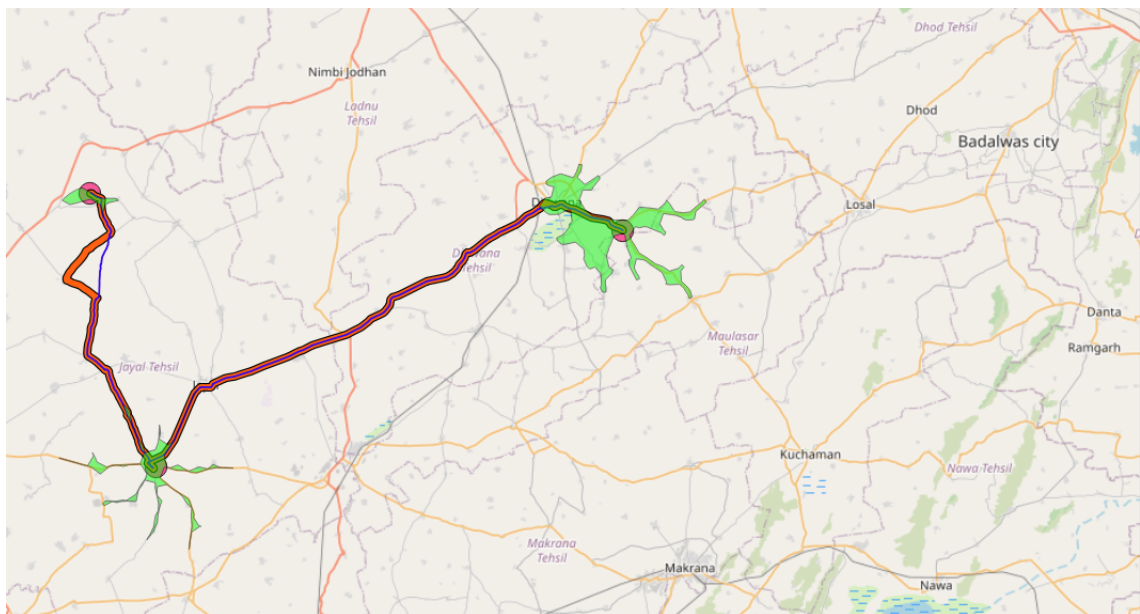 Dhod Tehsil
Nimbi Jodhan
Ladnu
Tehsil
Dhod
Badalwas city
Losal
Tehsil
Danta
Maulasar
Tehsil
Ramgarh
Jayal Tehsil
Kuchaman
Nawa Tehsil
Makrana
Tehsil
Makrana
Nawa